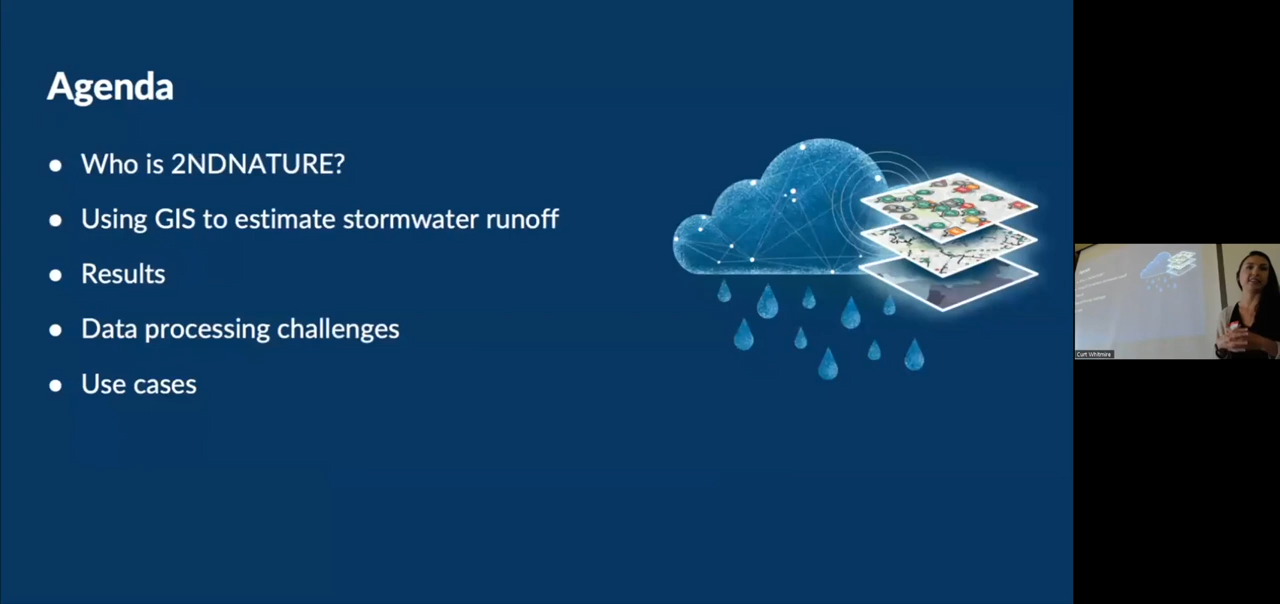 Agenda
● Who is 2NDNATURE?
● Using GIS to estimate stormwater runoff
● Results
● Data processing challenges
● Use cases
Curt Whitmire